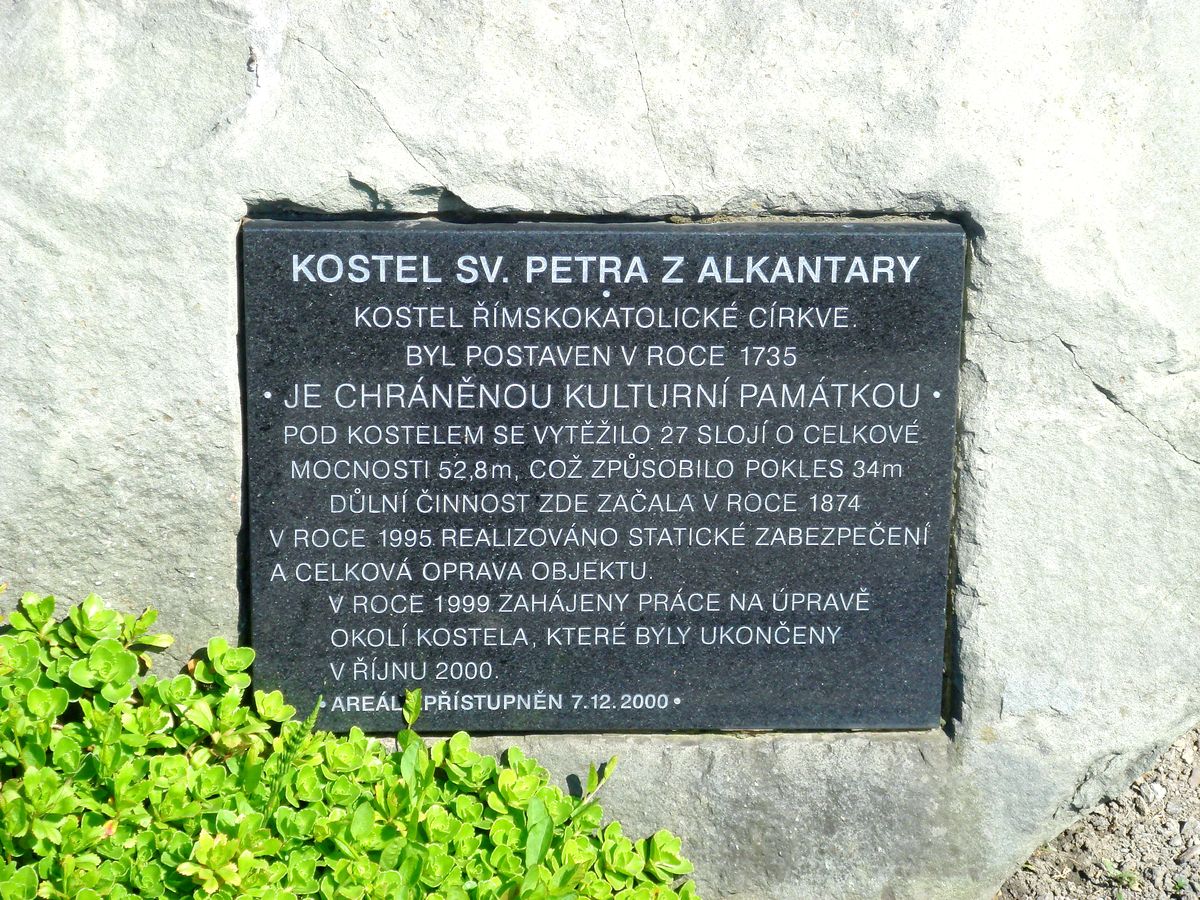 KOSTEL SV. PETRA Z ALKANTARY
•
KOSTEL ŘÍMSKOKATOLICKÉ CÍRKVE.
BYL POSTAVEN V ROCE 1735
• JE CHRÁNĚNOU KULTURNÍ PAMÁTKOU •
POD KOSTELEM SE VYTĚŽILO 27 SLOJÍ O CELKOVÉ
MOCNOSTI 52,8m, COŽ ZPŮSOBILO POKLES 34m
DŮLNÍ ČINNOST ZDE ZAČALA V ROCE 1874
V ROCE 1995 REALIZOVÁNO STATICKÉ ZABEZPEČENÍ
A CELKOVÁ OPRAVA OBJEKTU.
V ROCE 1999 ZAHÁJENY PRÁCE NA ÚPRAVĚ
OKOLÍ KOSTELA, KTERÉ BYLY UKONČENY
V ŘÍJNU 2000.
• AREÁL PŘÍSTUPNĚN 7.12.2000 •